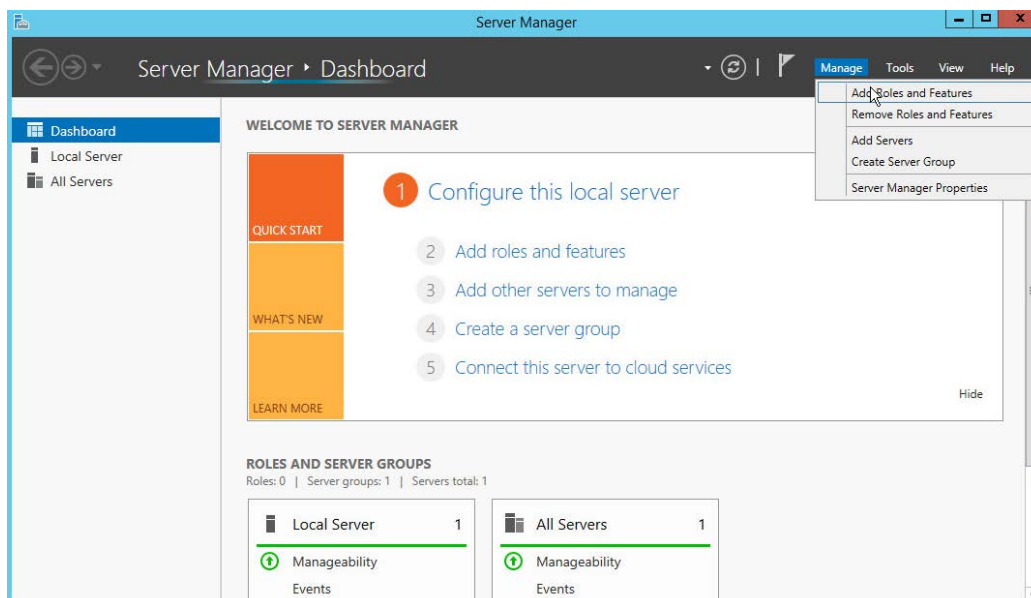 Server Manager
Server Manager • Dashboard
Manage Tools View Help
Add Roles and Features
Remove Roles and Features
Add Servers
Create Server Group
Server Manager Properties
Dashboard
Local Server
All Servers
WELCOME TO SERVER MANAGER
QUICK START
WHAT'S NEW
LEARN MORE
1 Configure this local server
2 Add roles and features
3 Add other servers to manage
4 Create a server group
5 Connect this server to cloud services
Hide
ROLES AND SERVER GROUPS
Roles: 0 | Server groups: 1 | Servers total: 1
Local Server 1
Manageability
Events
All Servers 1
Manageability
Events